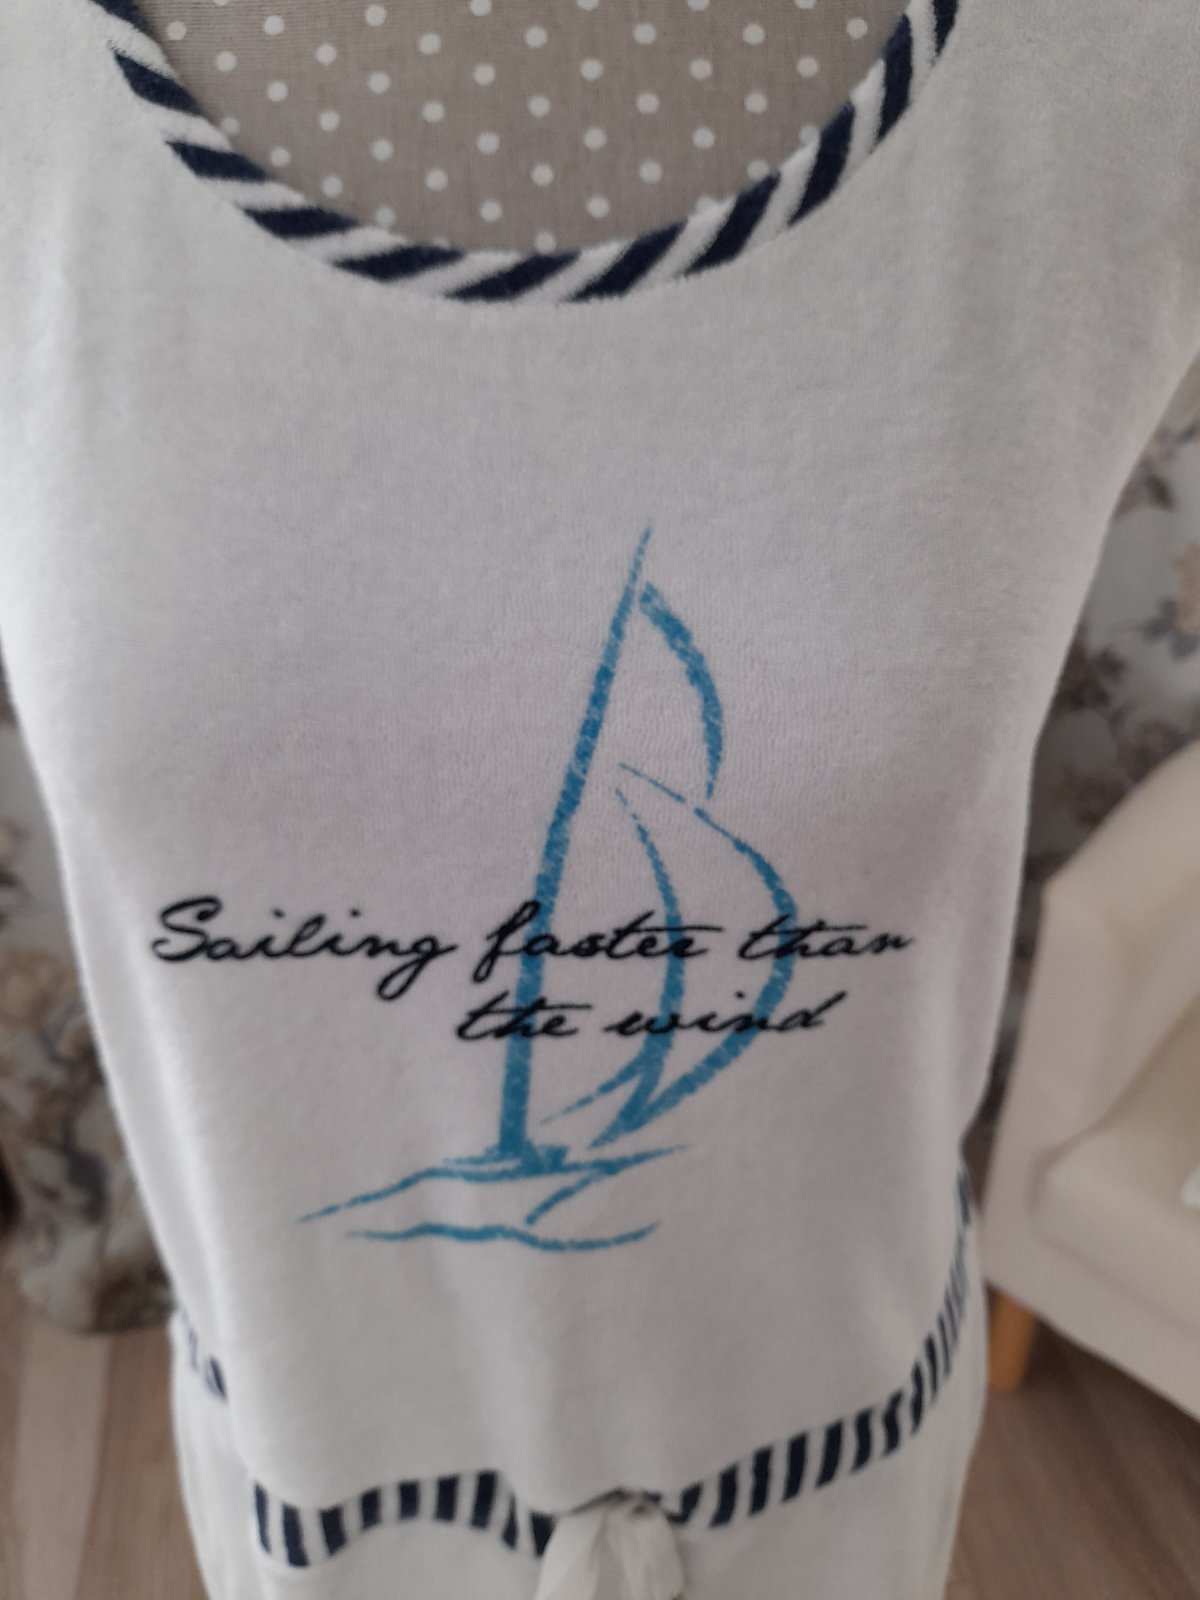 Sailing faster than
the wind